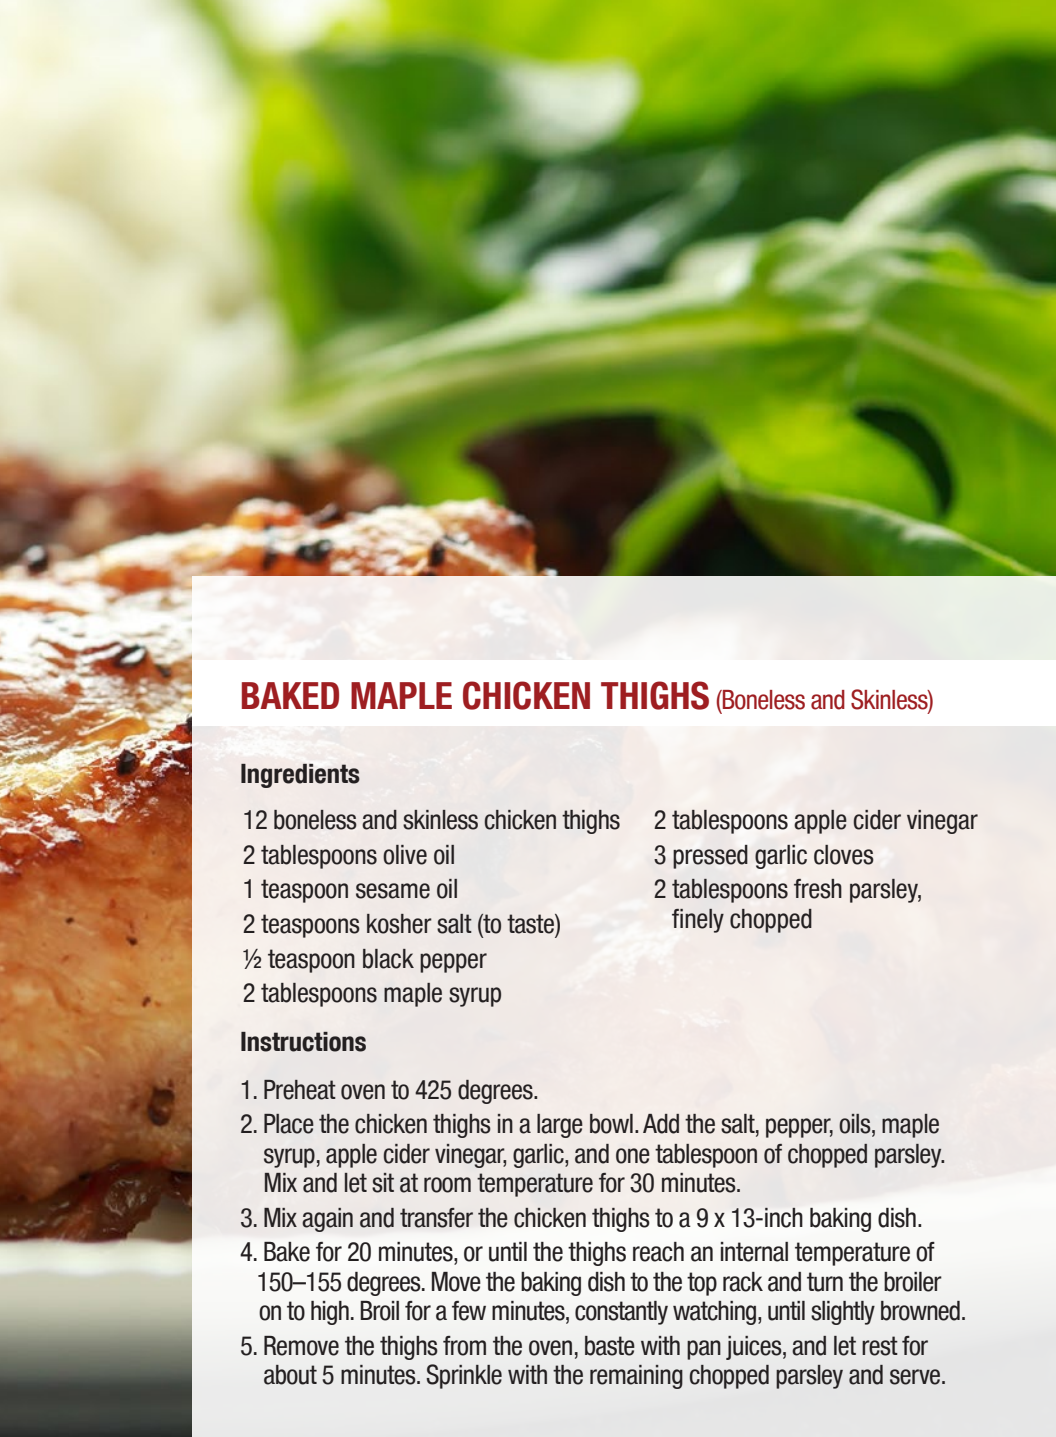 BAKED MAPLE CHICKEN THIGHS (Boneless and Skinless)
Ingredients
12 boneless and skinless chicken thighs
2 tablespoons olive oil
1 teaspoon sesame oil
2 teaspoons kosher salt (to taste)
½ teaspoon black pepper
2 tablespoons maple syrup
2 tablespoons apple cider vinegar
3 pressed garlic cloves
2 tablespoons fresh parsley,
finely chopped
Instructions
1. Preheat oven to 425 degrees.
2. Place the chicken thighs in a large bowl. Add the salt, pepper, oils, maple
syrup, apple cider vinegar, garlic, and one tablespoon of chopped parsley.
Mix and let sit at room temperature for 30 minutes.
3. Mix again and transfer the chicken thighs to a 9 x 13-inch baking dish.
4. Bake for 20 minutes, or until the thighs reach an internal temperature of
150–155 degrees. Move the baking dish to the top rack and turn the broiler
on to high. Broil for a few minutes, constantly watching, until slightly browned.
5. Remove the thighs from the oven, baste with pan juices, and let rest for
about 5 minutes. Sprinkle with the remaining chopped parsley and serve.